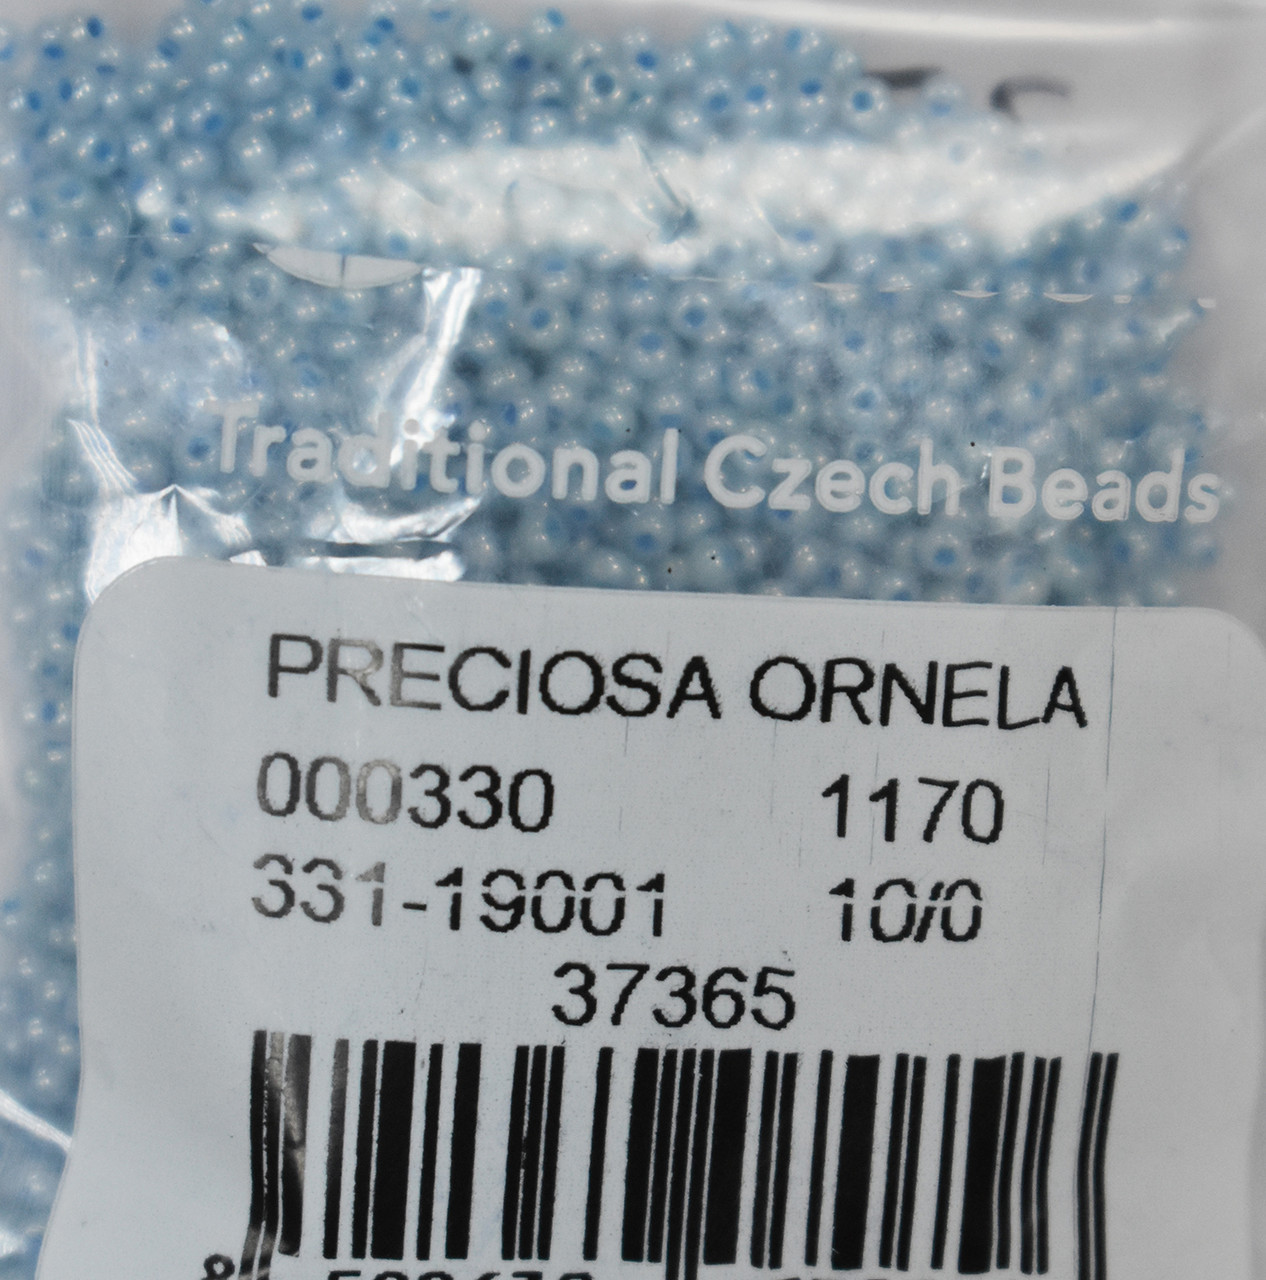 Traditional Czech Beads
PRECIOSA ORNELA
000330 1170
331-19001 10/0
37365